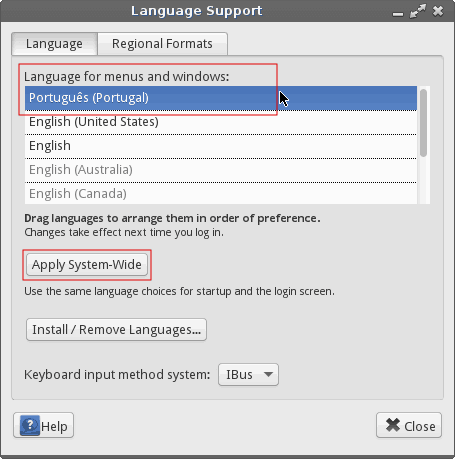 Language Support
Language
Regional Formats
Language for menus and windows:
Português (Portugal)
English (United States)
English
English (Australia)
English (Canada)
Drag languages to arrange them in order of preference.
Changes take effect next time you log in.
Apply System-Wide
Use the same language choices for startup and the login screen.
Install / Remove Languages...
Keyboard input method system: IBus
? Help
Close